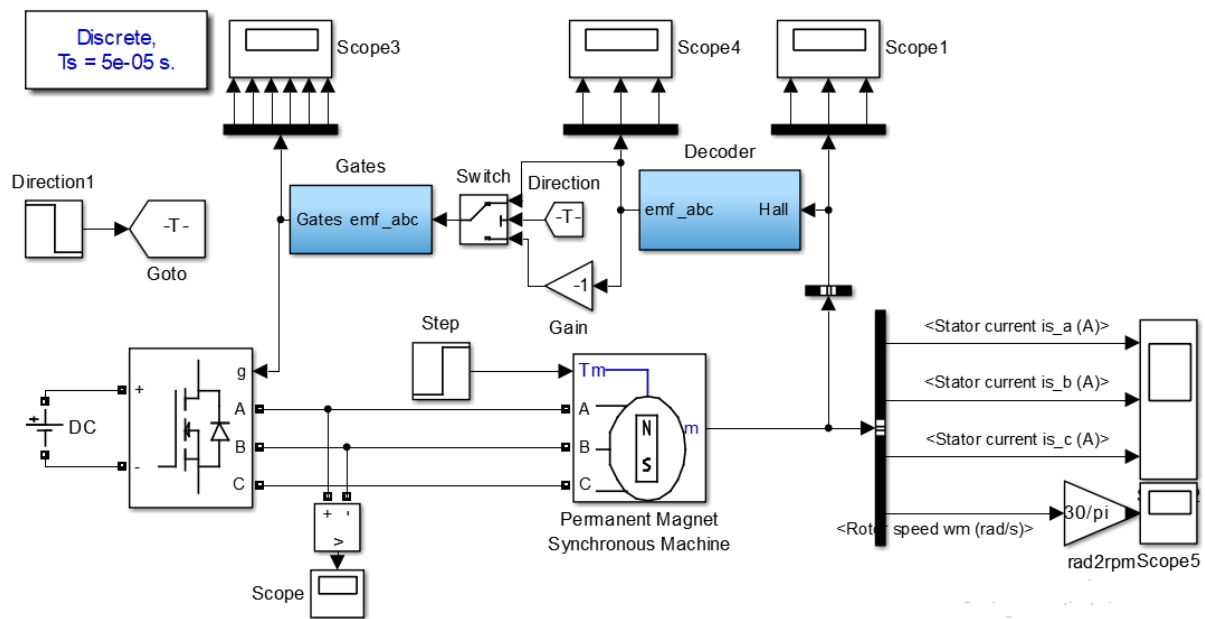 Discrete,
Ts = 5e-05 s.
Scope3
Scope4
Scope1
Direction1
-T-
Goto
Gates
Gates emf_abc
Switch
Direction
-T-
Decoder
emf_abc Hall
-1
Gain
Step
DC
+
-
g
A
B
C
+
-
v
Scope
Tm
A
B
C
m
N
S
Permanent Magnet
Synchronous Machine
<Stator current is_a (A)>
<Stator current is_b (A)>
<Stator current is_c (A)>
<Rotor speed wm (rad/s)>
30/pi
rad2rpm
Scope5